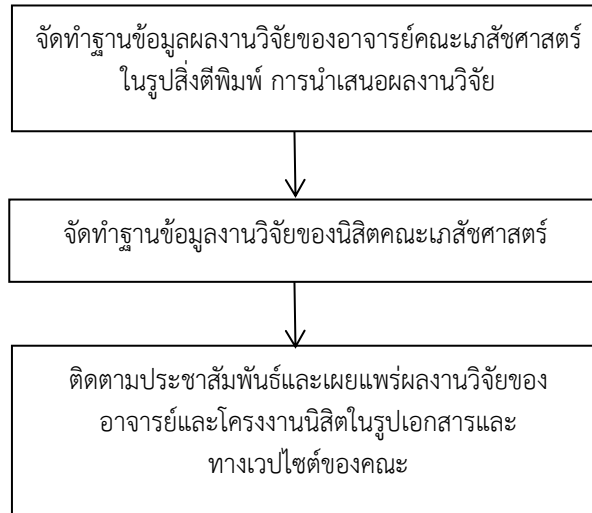 จัดทำฐานข้อมูลผลงานวิจัยของอาจารย์คณะเภสัชศาสตร์
ในรูปสิ่งตีพิมพ์ การนำเสนอผลงานวิจัย
จัดทำฐานข้อมูลงานวิจัยของนิสิตคณะเภสัชศาสตร์
ติดตามประชาสัมพันธ์และเผยแพร่ผลงานวิจัยของ
อาจารย์และโครงงานนิสิตในรูปเอกสารและ
ทางเวปไซต์ของคณะ